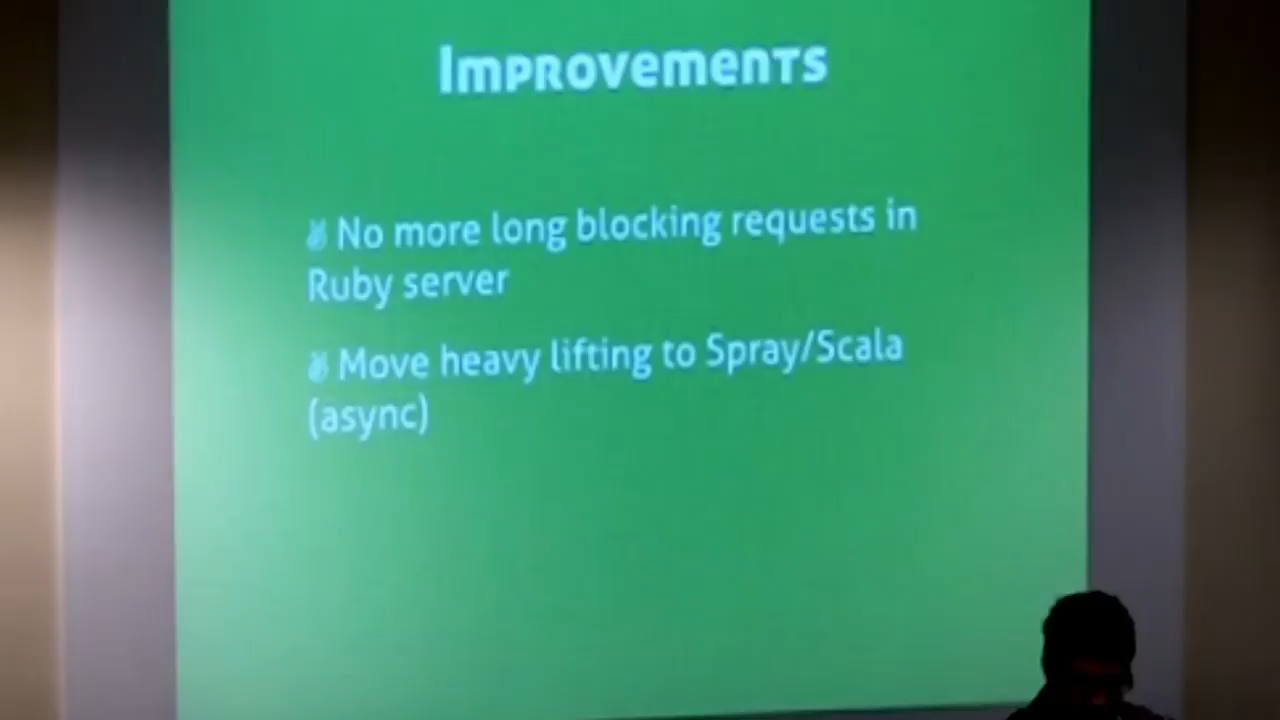 Improvements
No more long blocking requests in
Ruby server
Move heavy lifting to Spray/Scala
(async)